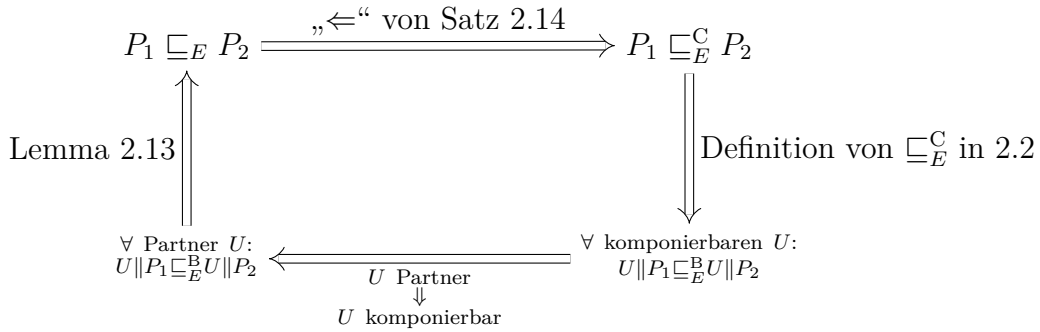 „⇐“ von Satz 2.14
P₁ ⊑_E P₂
P₁ ⊑_E^C P₂
Lemma 2.13
Definition von ⊑_E^C in 2.2
∀ Partner U:
U∥P₁⊑_E^B U∥P₂
∀ komponierbaren U:
U∥P₁⊑_E^B U∥P₂
U Partner
⇓
U komponierbar